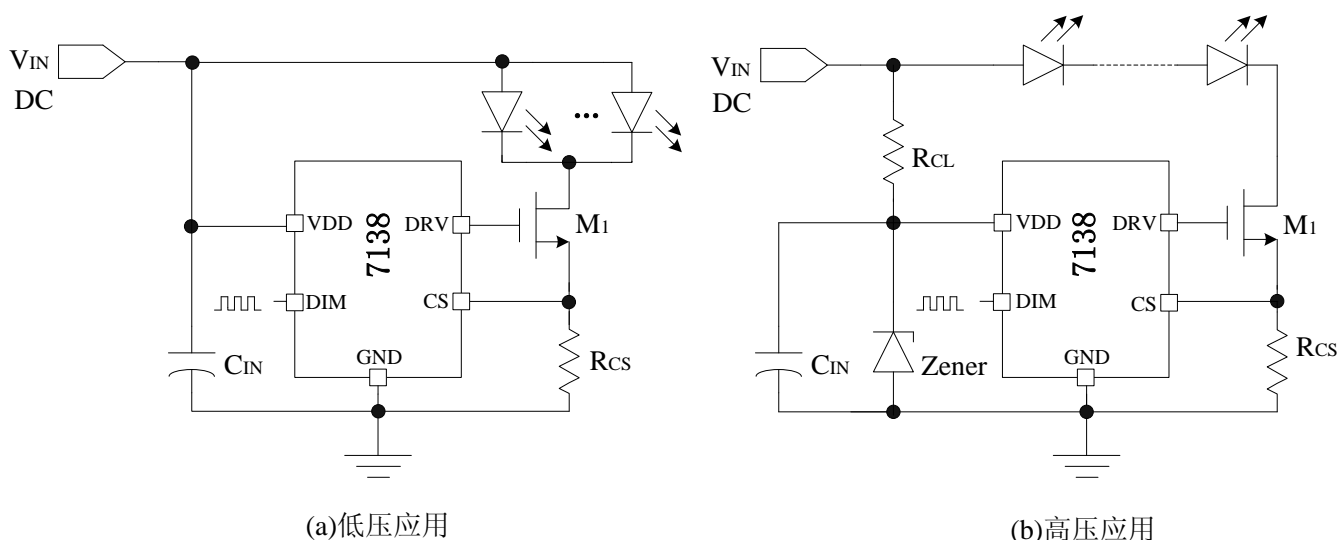 VIN
DC
VDD
DRV
7138
M1
DIM
CS
GND
CIN
RCS
...
(a)低压应用
VIN
DC
RCL
VDD
DRV
7138
M1
DIM
CS
GND
CIN
Zener
RCS
(b)高压应用